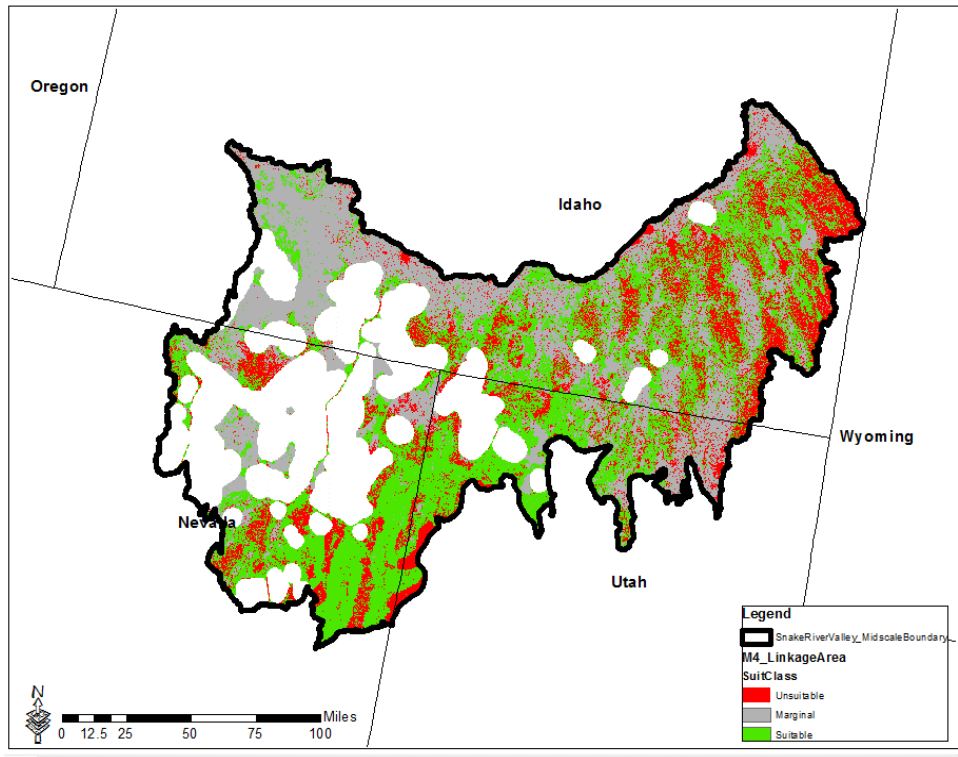 Oregon
Idaho
Wyoming
Nevada
Utah
Legend
SnakeRiverValley_MidscaleBoundary
M4_LinkageArea
SuitClass
Unsuitable
Marginal
Suitable
N
Miles
0 12.5 25 50 75 100